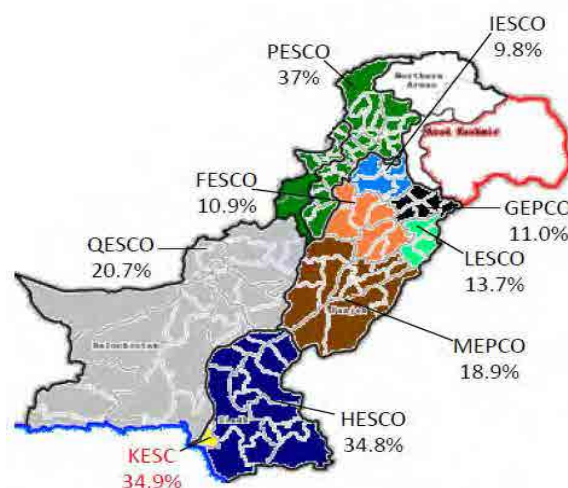 IESCO
9.8%
PESCO
37%
Northern
Areas
Azad Kashmir
FESCO
10.9%
GEPCO
11.0%
QESCO
20.7%
LESCO
13.7%
Punjab
Balochistan
MEPCO
18.9%
HESCO
34.8%
Sindh
KESC
34.9%